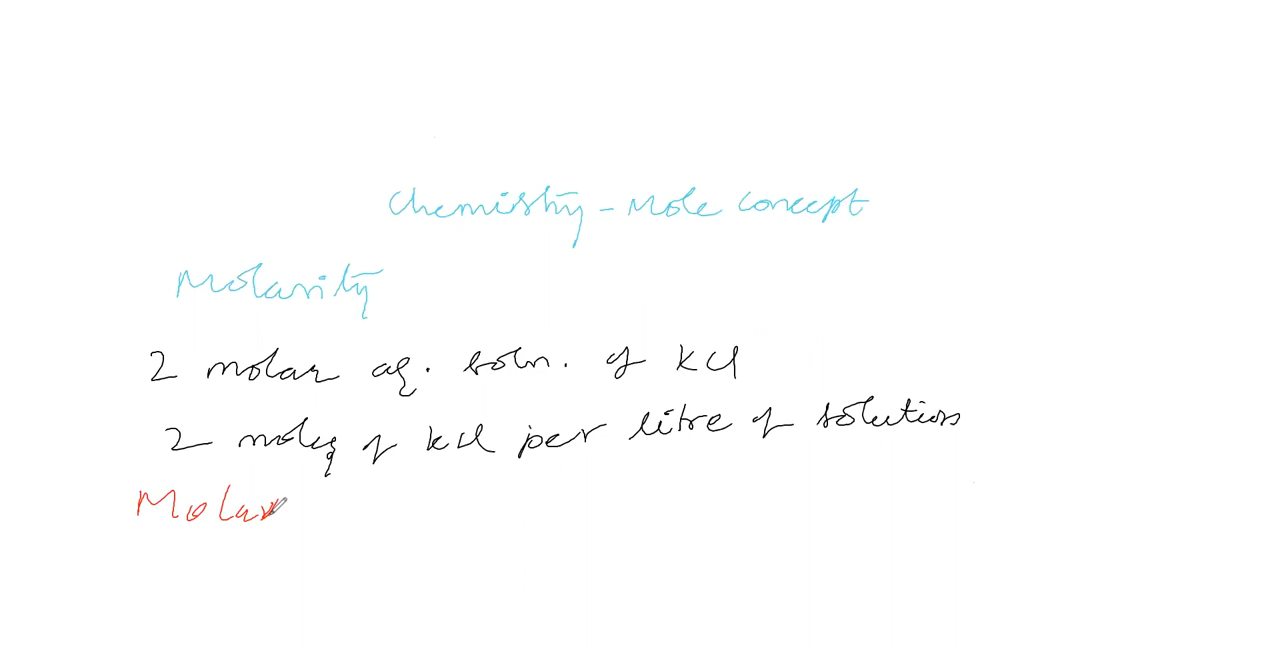 Chemistry - Mole concept
Molarity
2 molar aq. soln. of KCl
2 moles of KCl per litre of solution
Molar